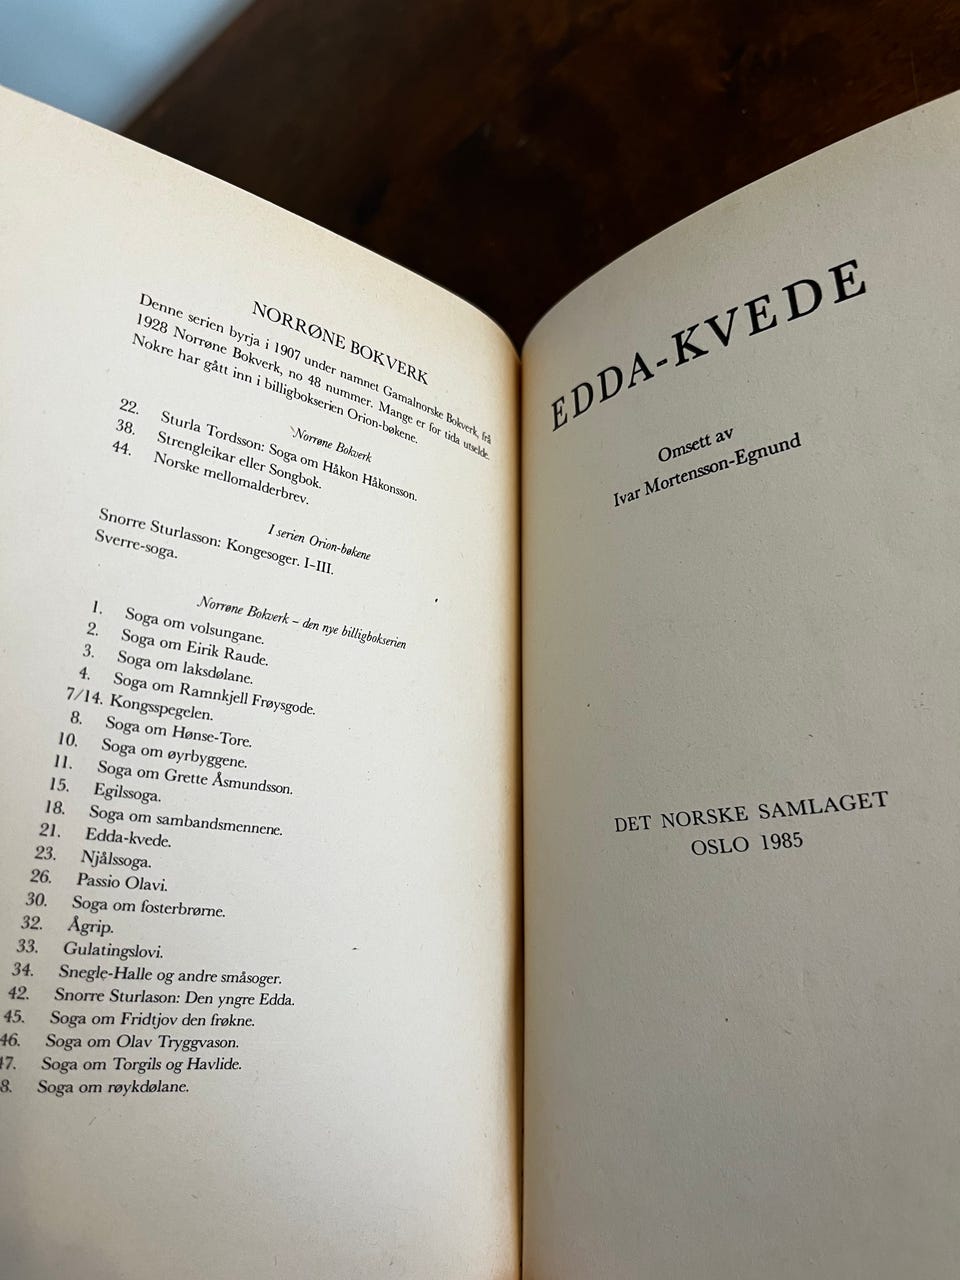 NORRØNE BOKVERK
Denne serien byrja i 1907 under namnet Gamalnorske Bokverk, frå
1928 Norrøne Bokverk, no 48 nummer. Mange er for tida utselde.
Nokre har gått inn i billigbokserien Orion-bøkene.
Norrøne Bokverk
22. Sturla Tordsson: Soga om Håkon Håkonsson.
38. Strengleikar eller Songbok.
44. Norske mellomalderbrev.
I serien Orion-bøkene
Snorre Sturlasson: Kongesoger. I–III.
Sverre-soga.
Norrøne Bokverk – den nye billigbokserien
1. Soga om volsungane.
2. Soga om Eirik Raude.
3. Soga om laksdølane.
4. Soga om Ramnkjell Frøysgode.
7/14. Kongsspegelen.
8. Soga om Hønse-Tore.
10. Soga om øyrbyggene.
11. Soga om Grette Åsmundsson.
15. Egilssoga.
18. Soga om sambandsmennene.
21. Edda-kvede.
23. Njålssoga.
26. Passio Olavi.
30. Soga om fosterbrørne.
32. Ågrip.
33. Gulatingslovi.
34. Snegle-Halle og andre småsoger.
42. Snorre Sturlason: Den yngre Edda.
45. Soga om Fridtjov den frøkne.
46. Soga om Olav Tryggvason.
47. Soga om Torgils og Havlide.
8. Soga om røykdølane.
EDDA-KVEDE
Omsett av
Ivar Mortensson-Egnund
DET NORSKE SAMLAGET
OSLO 1985